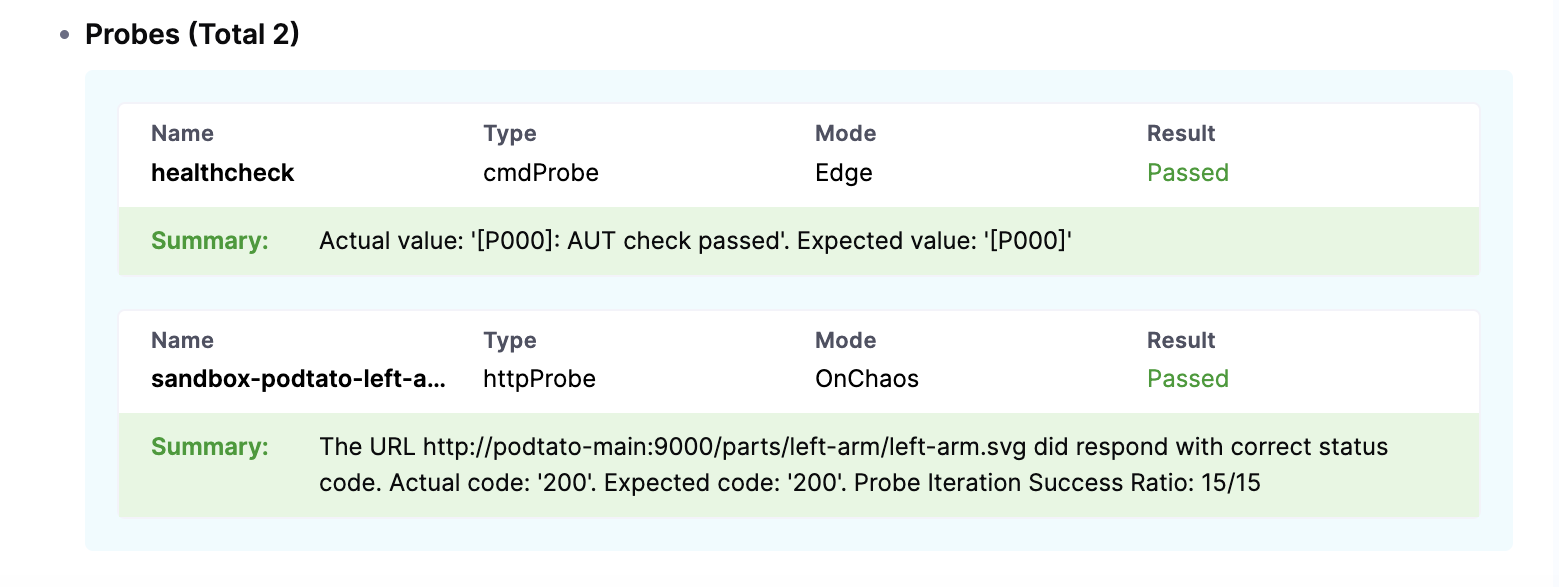 Probes (Total 2)
Name Type Mode Result
healthcheck cmdProbe Edge Passed
Summary: Actual value: '[P000]: AUT check passed'. Expected value: '[P000]'
Name Type Mode Result
sandbox-podtato-left-a... httpProbe OnChaos Passed
Summary: The URL http://podtato-main:9000/parts/left-arm/left-arm.svg did respond with correct status
code. Actual code: '200'. Expected code: '200'. Probe Iteration Success Ratio: 15/15